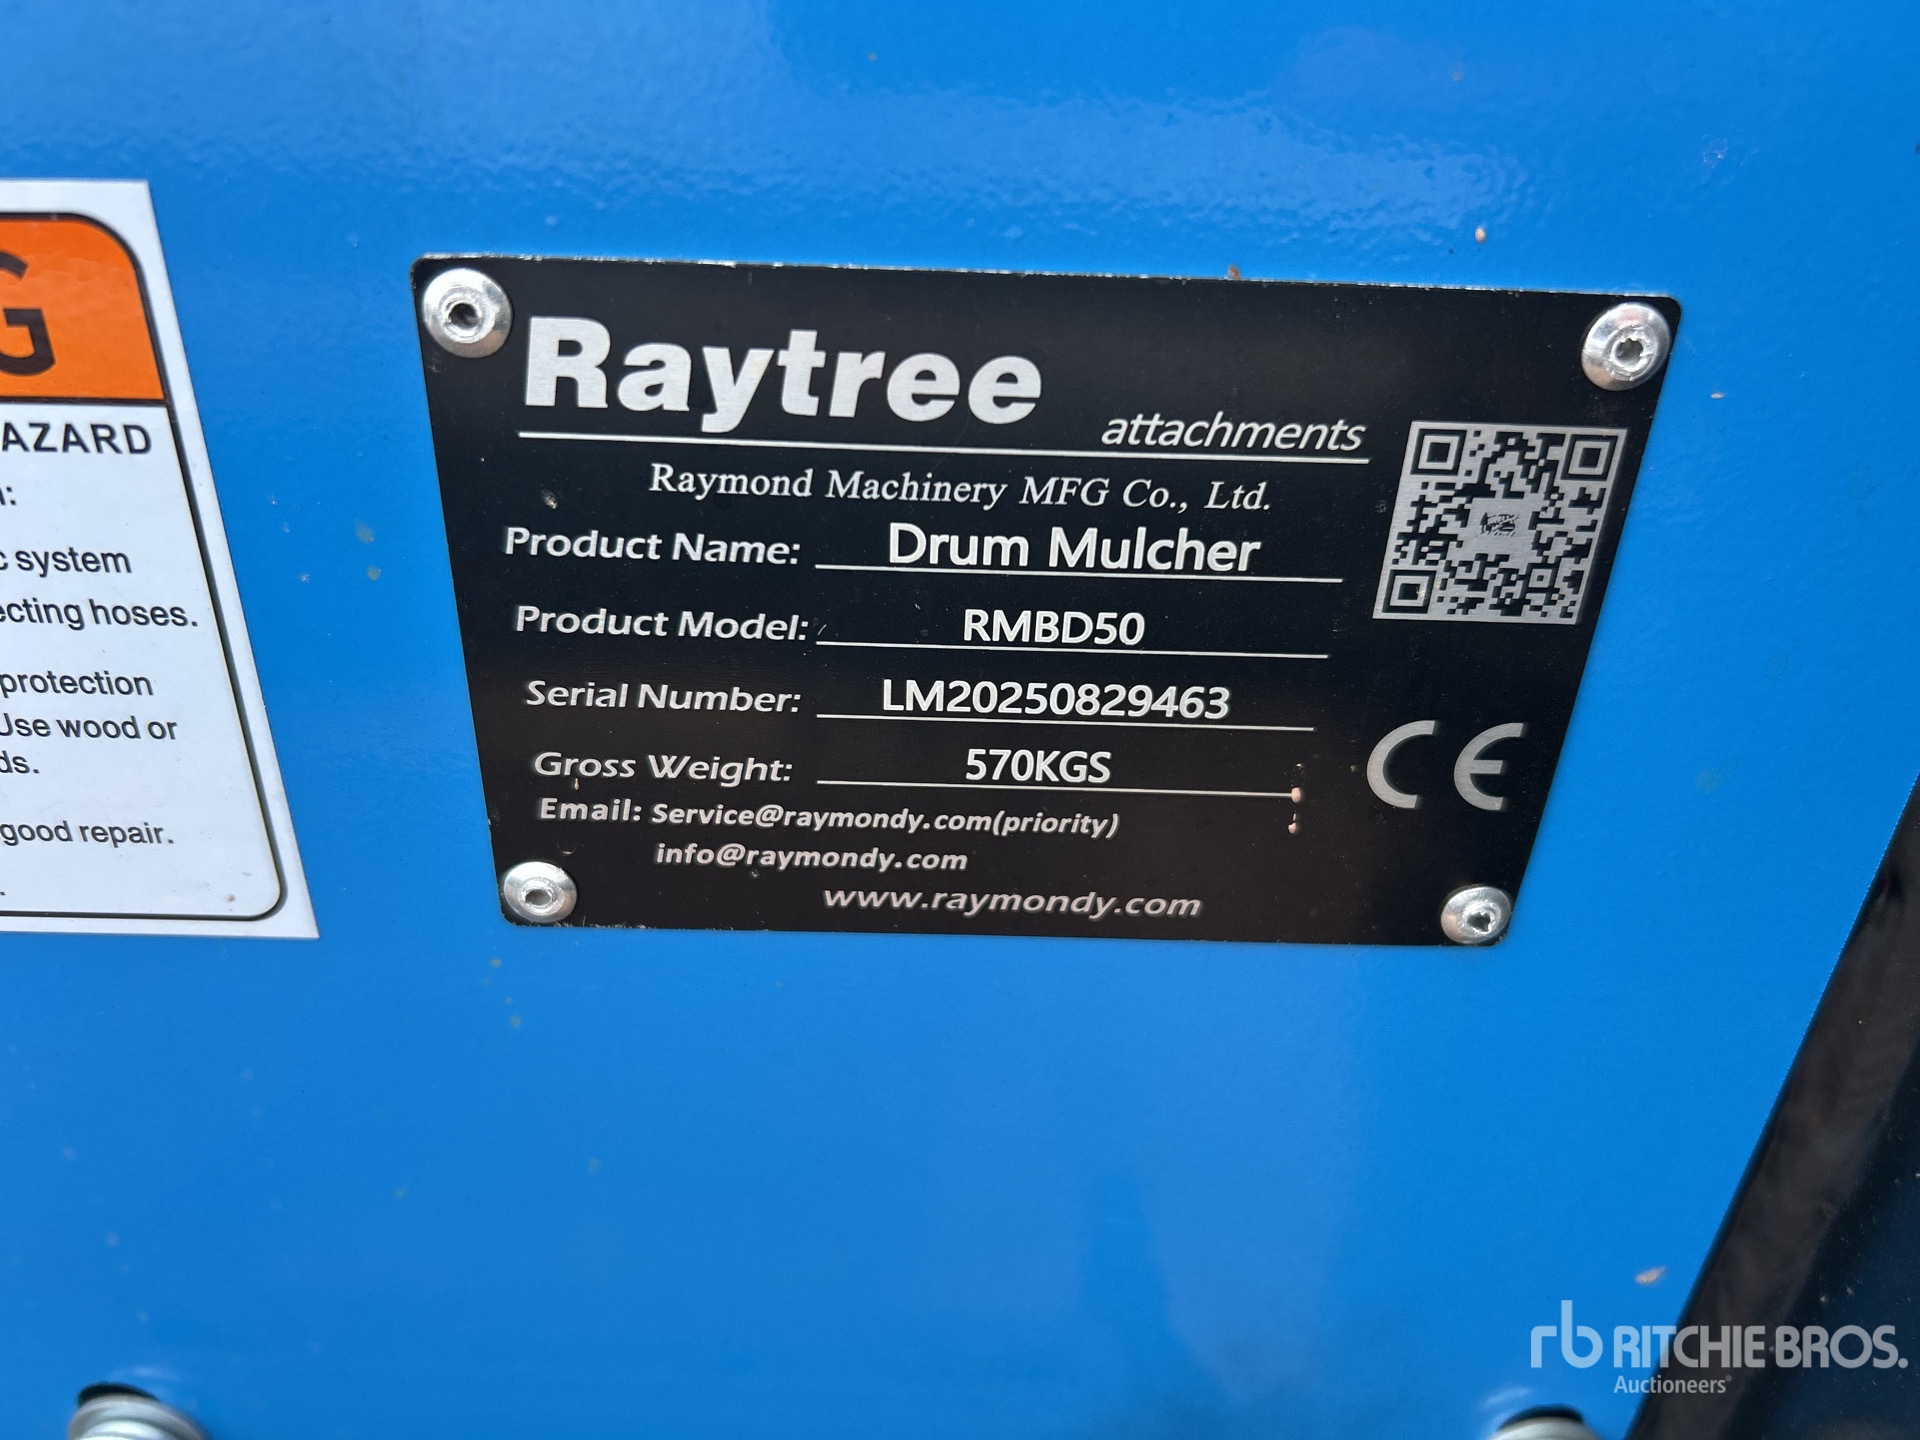 G
AZARD
:
system
ecting hoses.
protection
Use wood or
ds.
good repair.
Raytree
attachments
Raymond Machinery MFG Co., Ltd.
Product Name: Drum Mulcher
Product Model: RMBD50
Serial Number: LM20250829463
Gross Weight: 570KGS
CE
Email: Service@raymondy.com(priority)
info@raymondy.com
www.raymondy.com
rb RITCHIE BROS.
Auctioneers